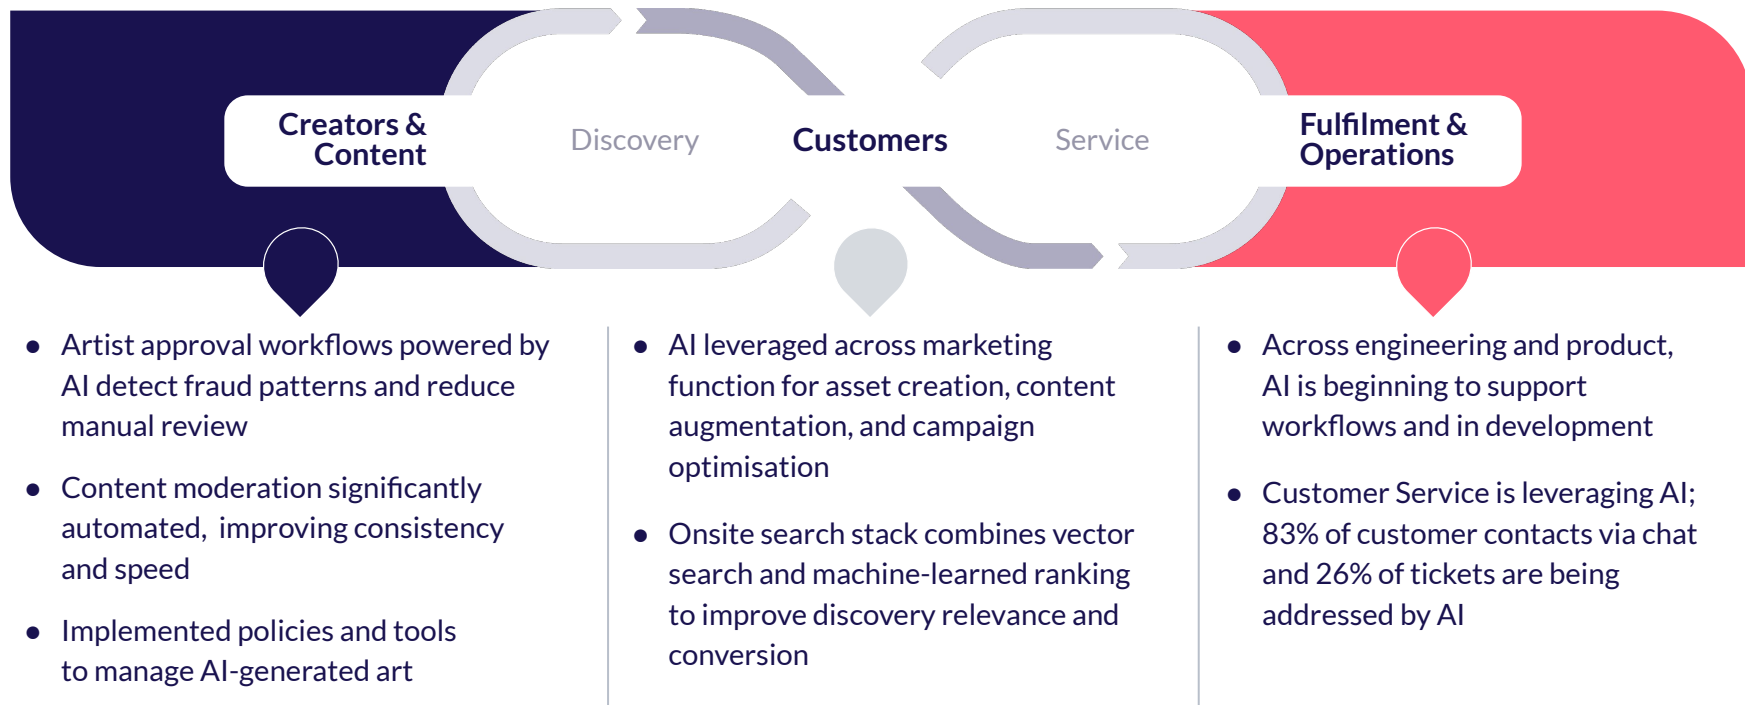 Creators &
Content
Discovery
Customers
Service
Fulfilment &
Operations
● Artist approval workflows powered by
AI detect fraud patterns and reduce
manual review
● Content moderation significantly
automated,  improving consistency
and speed
● Implemented policies and tools
to manage AI-generated art
● AI leveraged across marketing
function for asset creation, content
augmentation, and campaign
optimisation
● Onsite search stack combines vector
search and machine-learned ranking
to improve discovery relevance and
conversion
● Across engineering and product,
AI is beginning to support
workflows and in development
● Customer Service is leveraging AI;
83% of customer contacts via chat
and 26% of tickets are being
addressed by AI